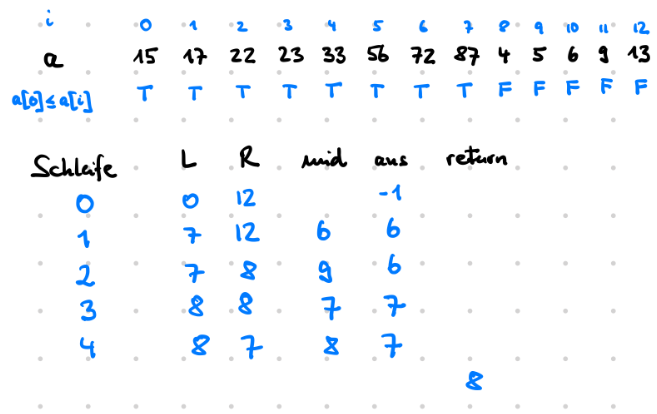 i 0 1 2 3 4 5 6 7 8 9 10 11 12
a 15 17 22 23 33 56 72 87 4 5 6 9 13
a[0]≤a[i] T T T T T T T T F F F F F
Schleife L R mid ans return
0 0 12 -1
1 7 12 6 6
2 7 8 9 6
3 8 8 7 7
4 8 7 8 7
8